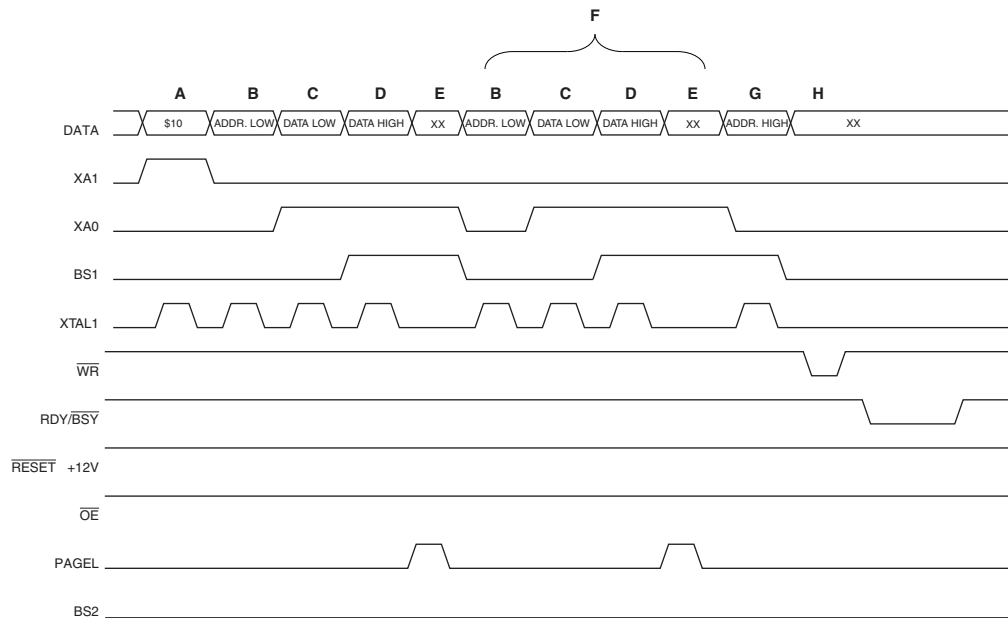 F
A B C D E B C D E G H
DATA $10 ADDR. LOW DATA LOW DATA HIGH XX ADDR. LOW DATA LOW DATA HIGH XX ADDR. HIGH XX
XA1
XA0
BS1
XTAL1
WR
RDY/BSY
RESET +12V
OE
PAGEL
BS2